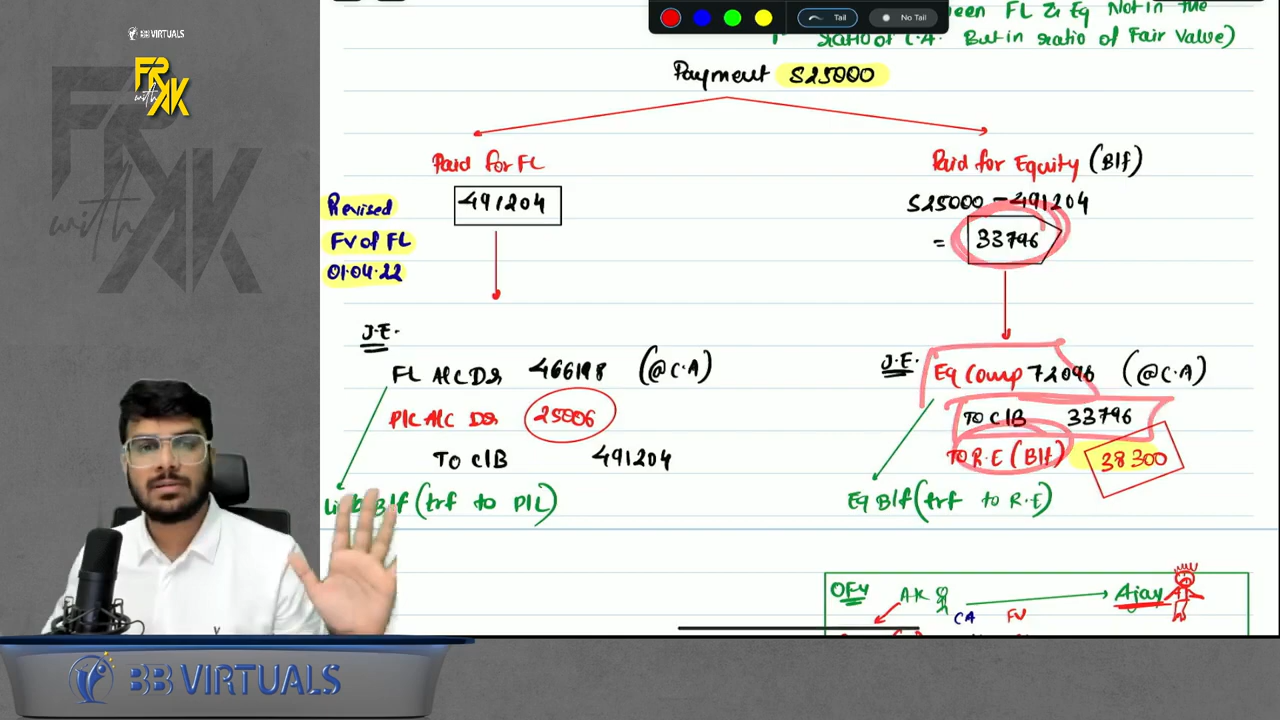 BB VIRTUALS
FR
with
AK
Tail
No Tail
een FL & Eq Not in the
ratio of C.A. But in ratio of Fair Value)
Payment 525000
Paid for FL
Paid for Equity (B/f)
491204
525000 - 491204
= 33796
Revised
FV of FL
01.04.22
J.E.
FL A/C Dr 466198 (@C.A)
P/L A/C Dr 25006
To C/B 491204
(trf to P/L)
J.E.
Eq Comp 72096 (@C.A)
To C/B 33796
To R.E (B/f) 38300
Eq B/f (trf to R.E)
OFY
AK
Ajay
CA
FV
BB VIRTUALS